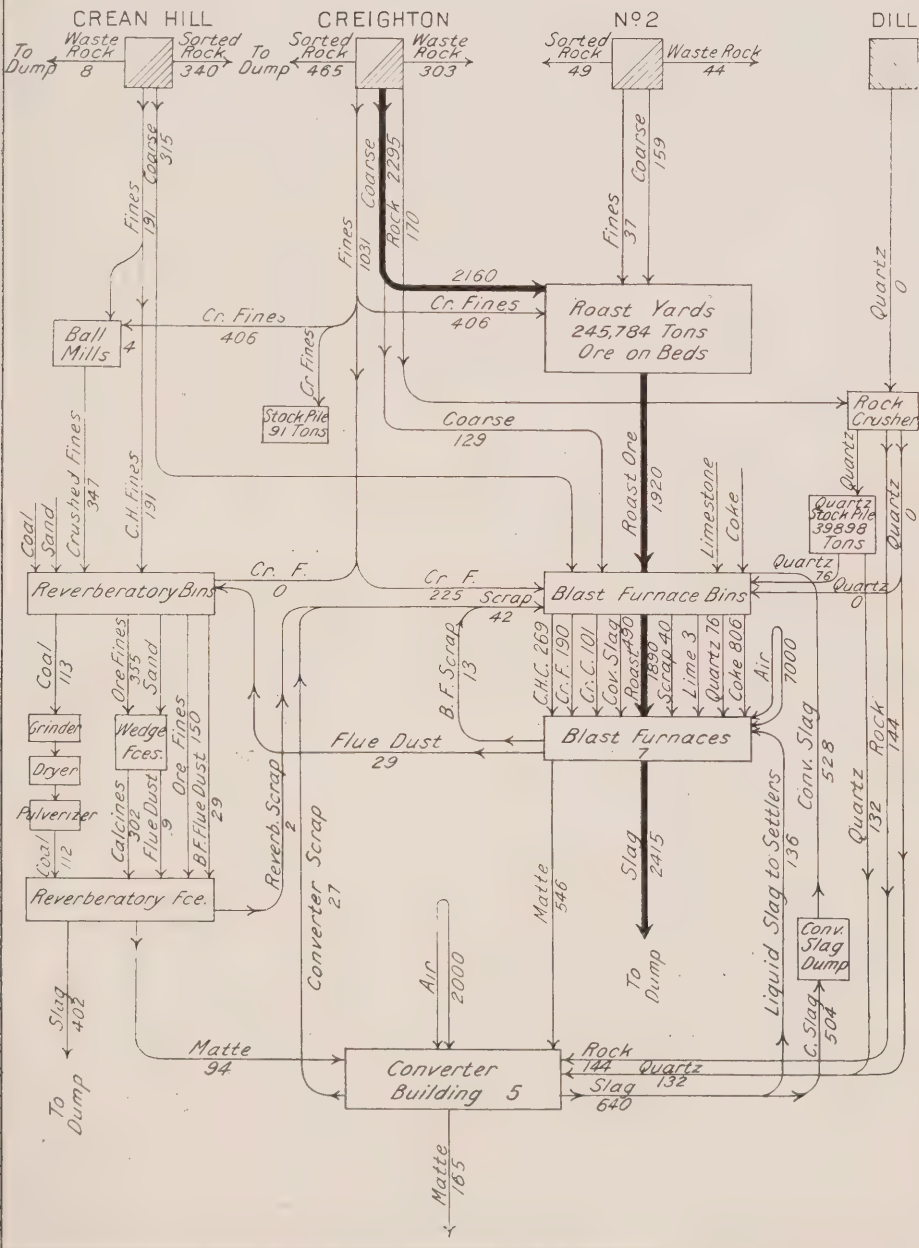 CREAN HILL
CREIGHTON
Nº2
DILL
To
Dump
Waste
Rock
8
Sorted
Rock
340
To
Dump
Sorted
Rock
465
Waste
Rock
303
Sorted
Rock
49
Waste Rock
44
Fines
191
Coarse
315
Fines
1031
Coarse
2295
Rock
170
Fines
37
Coarse
159
Quartz
0
2160
Cr. Fines
406
Cr. Fines
406
Roast Yards
245,784 Tons
Ore on Beds
Ball
Mills
4
Cr Fines
Stock Pile
91 Tons
Rock
Crusher
Coarse
129
Coal
Sand
Crushed Fines
347
C.H. Fines
191
Roast Ore
1920
Limestone
Coke
Quartz
Quartz
Stock Pile
39898
Tons
Quartz
0
Reverberatory Bins
Cr. F.
0
Cr. F.
225
Scrap
42
Blast Furnace Bins
Quartz
76
Quartz
0
Coal
113
Ore Fines
355
Sand
Ore Fines
150
B.F. Flue Dust
29
B.F. Scrap
13
C.H.C. 269
Cr. F. 190
Cr. C. 101
Cov. Slag
490
Roast
1890
Scrap 40
Lime 3
Quartz 76
Coke 806
Air
7000
Grinder
Dryer
Pulverizer
Coal
112
Wedge
Fces.
Calcines
302
Flue Dust
9
Flue Dust
29
Blast Furnaces
7
Reverb. Scrap
2
Converter Scrap
27
Conv. Slag
528
Rock
144
Quartz
132
Reverberatory Fce.
Matte
546
Slag
2415
To
Dump
Liquid Slag to Settlers
136
Conv.
Slag
Dump
C. Slag
504
Air
2000
Slag
402
To
Dump
Matte
94
Converter
Building 5
Rock
144
Quartz
132
Slag
640
Matte
165